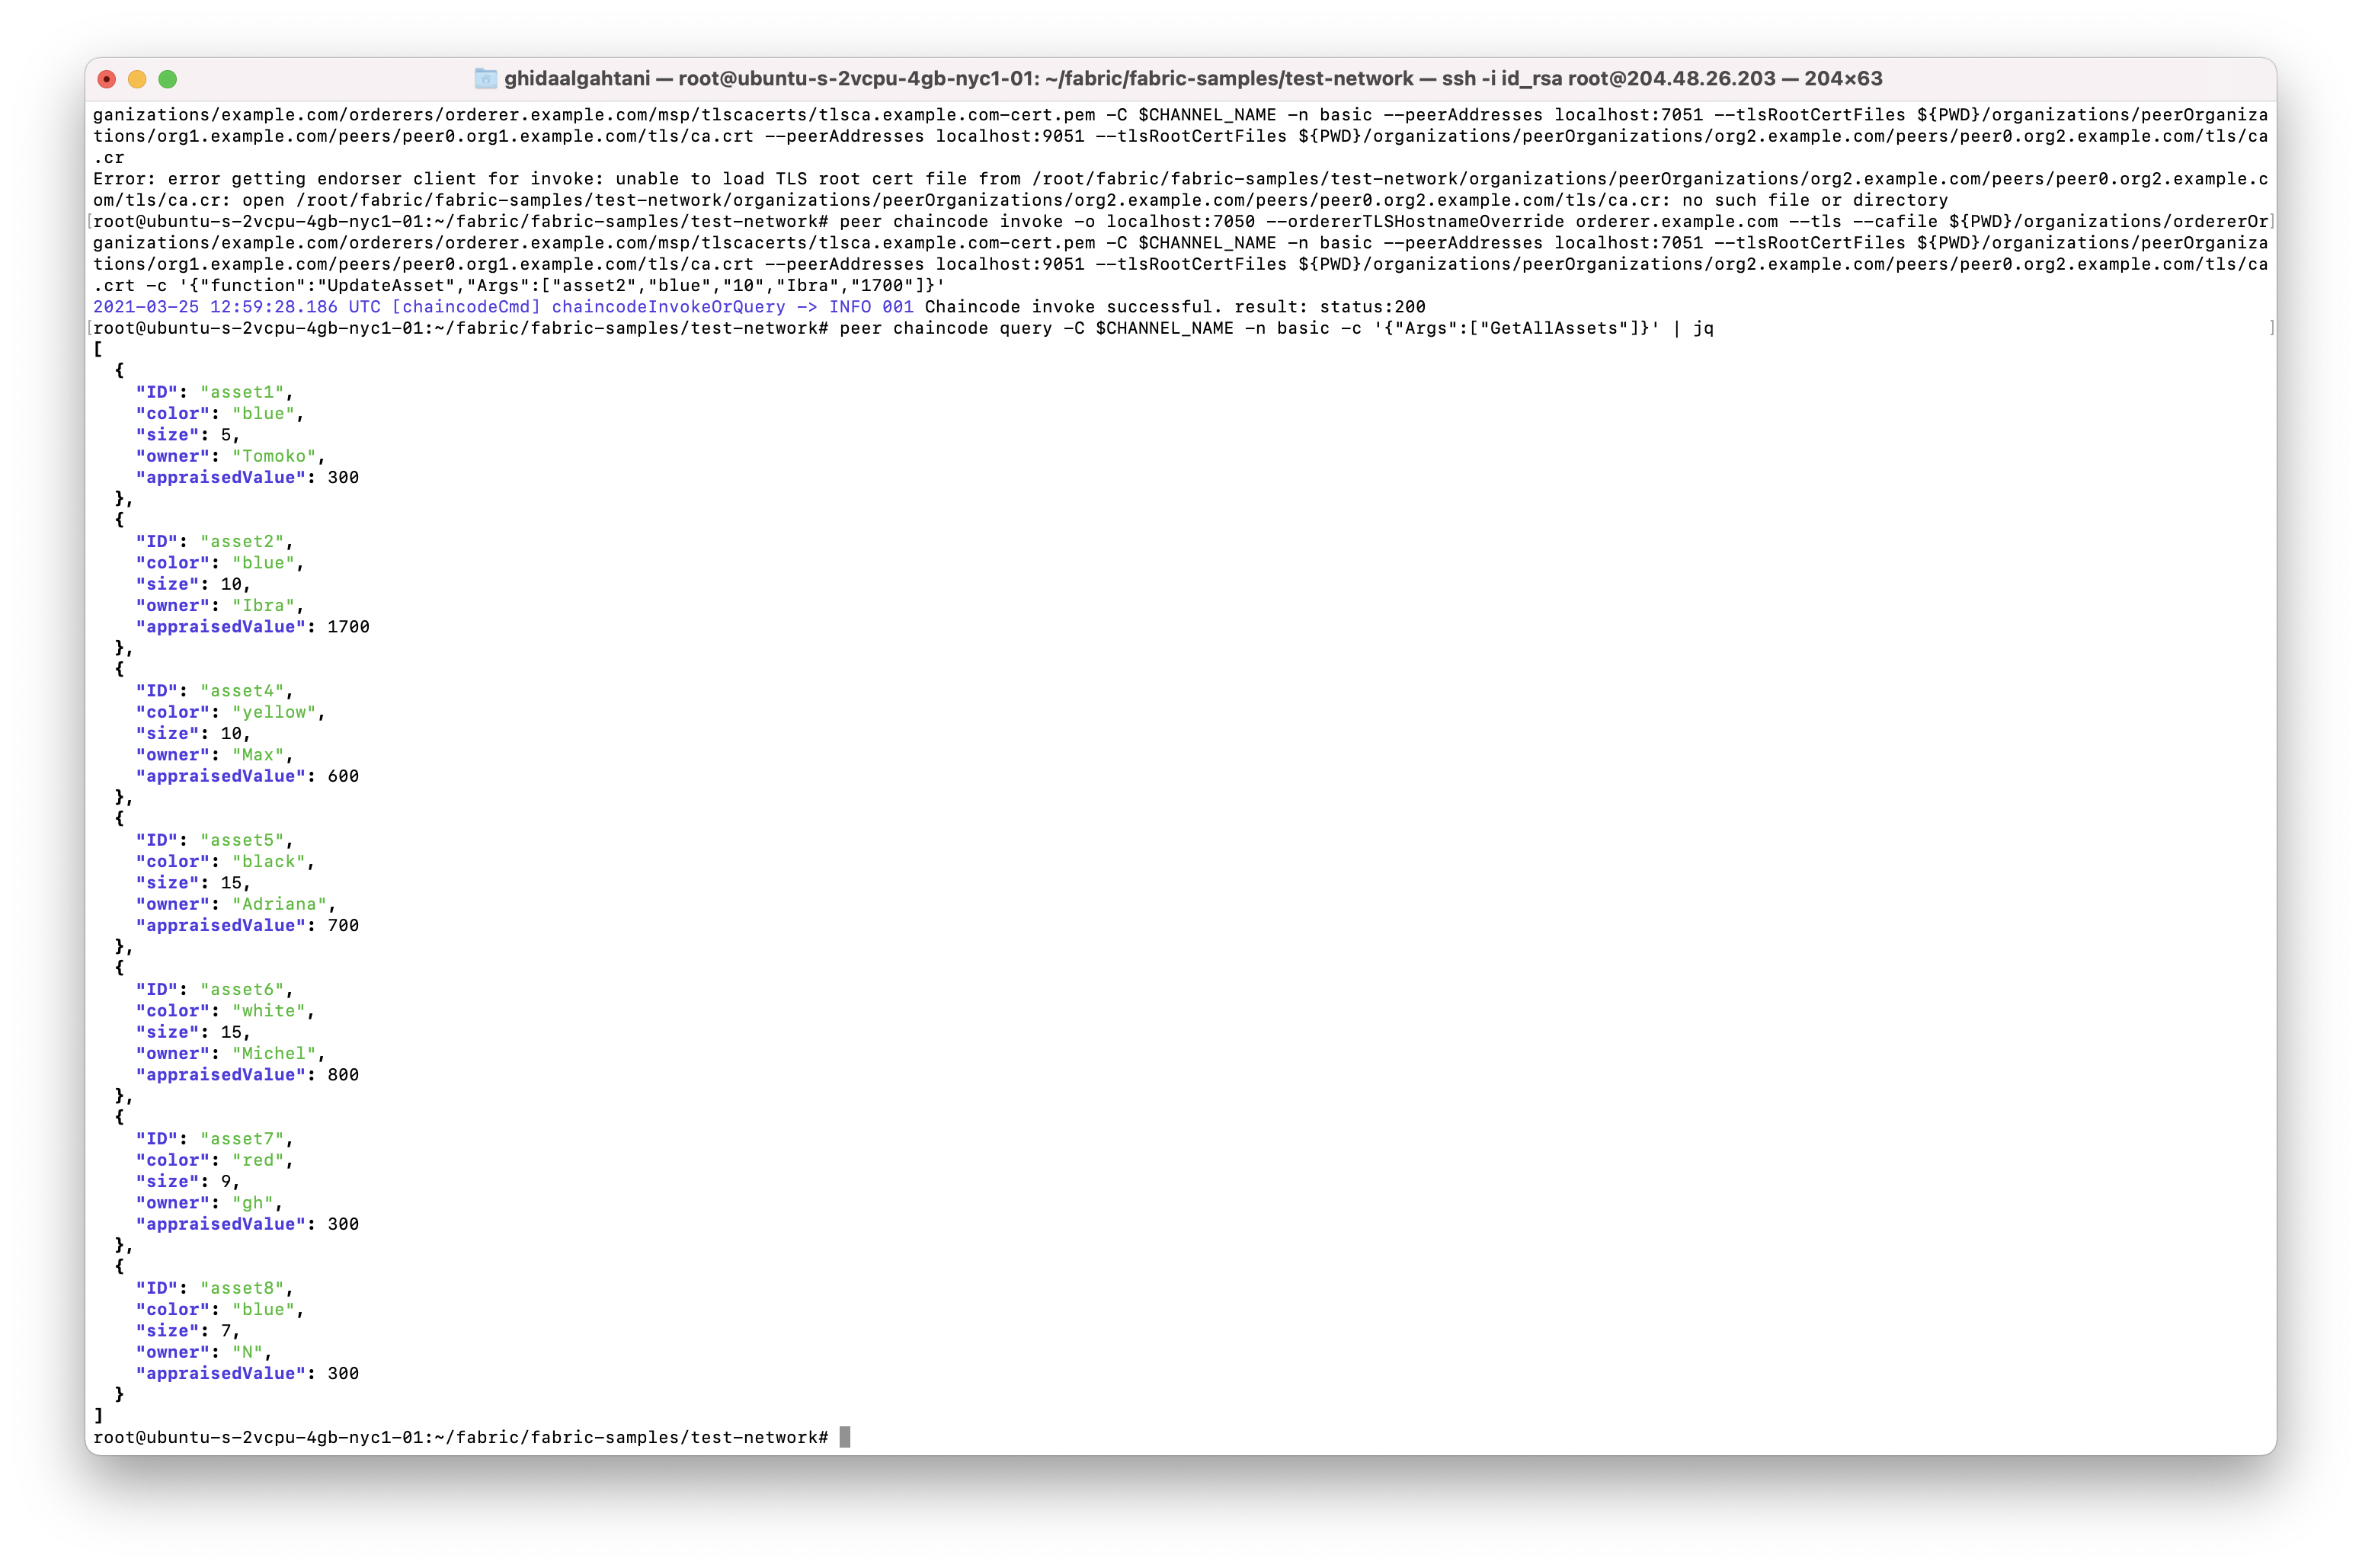 ghidaalgahtani — root@ubuntu-s-2vcpu-4gb-nyc1-01: ~/fabric/fabric-samples/test-network — ssh -i id_rsa root@204.48.26.203 — 204×63
ganizations/example.com/orderers/orderer.example.com/msp/tlscacerts/tlsca.example.com-cert.pem -C $CHANNEL_NAME -n basic --peerAddresses localhost:7051 --tlsRootCertFiles ${PWD}/organizations/peerOrganiza
tions/org1.example.com/peers/peer0.org1.example.com/tls/ca.crt --peerAddresses localhost:9051 --tlsRootCertFiles ${PWD}/organizations/peerOrganizations/org2.example.com/peers/peer0.org2.example.com/tls/ca
.cr
Error: error getting endorser client for invoke: unable to load TLS root cert file from /root/fabric/fabric-samples/test-network/organizations/peerOrganizations/org2.example.com/peers/peer0.org2.example.c
om/tls/ca.cr: open /root/fabric/fabric-samples/test-network/organizations/peerOrganizations/org2.example.com/peers/peer0.org2.example.com/tls/ca.cr: no such file or directory
[root@ubuntu-s-2vcpu-4gb-nyc1-01:~/fabric/fabric-samples/test-network# peer chaincode invoke -o localhost:7050 --ordererTLSHostnameOverride orderer.example.com --tls --cafile ${PWD}/organizations/ordererOr]
ganizations/example.com/orderers/orderer.example.com/msp/tlscacerts/tlsca.example.com-cert.pem -C $CHANNEL_NAME -n basic --peerAddresses localhost:7051 --tlsRootCertFiles ${PWD}/organizations/peerOrganiza
tions/org1.example.com/peers/peer0.org1.example.com/tls/ca.crt --peerAddresses localhost:9051 --tlsRootCertFiles ${PWD}/organizations/peerOrganizations/org2.example.com/peers/peer0.org2.example.com/tls/ca
.crt -c '{"function":"UpdateAsset","Args":["asset2","blue","10","Ibra","1700"]}'
2021-03-25 12:59:28.186 UTC [chaincodeCmd] chaincodeInvokeOrQuery -> INFO 001 Chaincode invoke successful. result: status:200
[root@ubuntu-s-2vcpu-4gb-nyc1-01:~/fabric/fabric-samples/test-network# peer chaincode query -C $CHANNEL_NAME -n basic -c '{"Args":["GetAllAssets"]}' | jq ]
[
  {
    "ID": "asset1",
    "color": "blue",
    "size": 5,
    "owner": "Tomoko",
    "appraisedValue": 300
  },
  {
    "ID": "asset2",
    "color": "blue",
    "size": 10,
    "owner": "Ibra",
    "appraisedValue": 1700
  },
  {
    "ID": "asset4",
    "color": "yellow",
    "size": 10,
    "owner": "Max",
    "appraisedValue": 600
  },
  {
    "ID": "asset5",
    "color": "black",
    "size": 15,
    "owner": "Adriana",
    "appraisedValue": 700
  },
  {
    "ID": "asset6",
    "color": "white",
    "size": 15,
    "owner": "Michel",
    "appraisedValue": 800
  },
  {
    "ID": "asset7",
    "color": "red",
    "size": 9,
    "owner": "gh",
    "appraisedValue": 300
  },
  {
    "ID": "asset8",
    "color": "blue",
    "size": 7,
    "owner": "N",
    "appraisedValue": 300
  }
]
root@ubuntu-s-2vcpu-4gb-nyc1-01:~/fabric/fabric-samples/test-network#